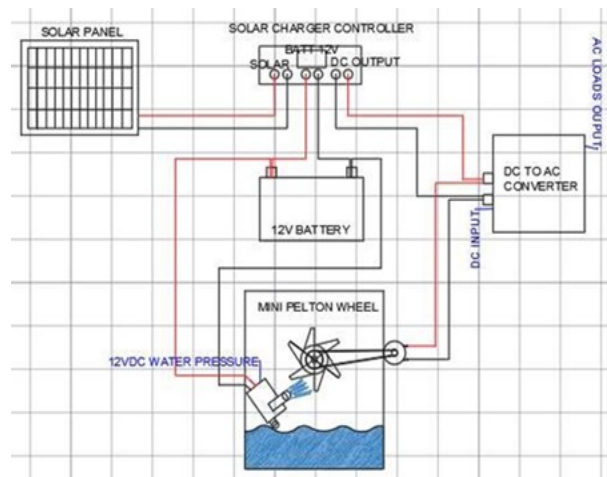 SOLAR PANEL
SOLAR CHARGER CONTROLLER
BATT 12V
SOLAR
DC OUTPUT
AC LOADS OUPUT
DC TO AC
CONVERTER
DC INPUT
12V BATTERY
MINI PELTON WHEEL
12VDC WATER PRESSURE